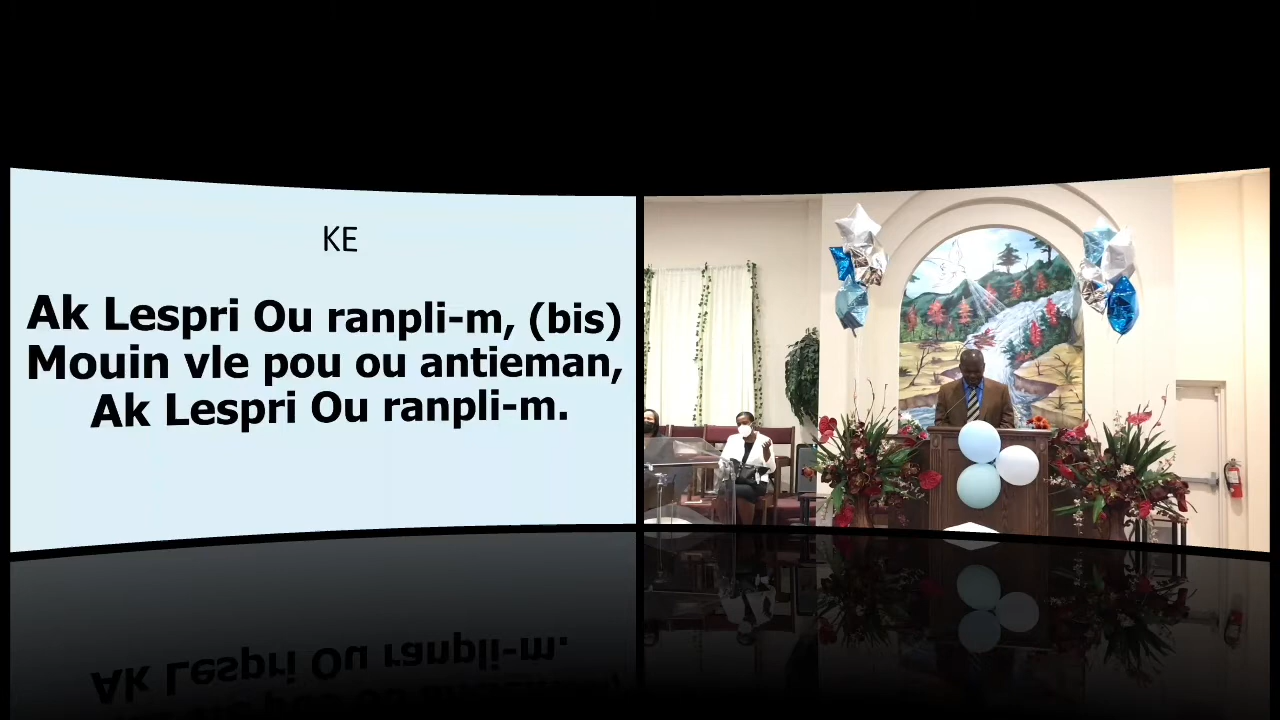 KE
Ak Lespri Ou ranpli-m, (bis)
Mouin vle pou ou antieman,
Ak Lespri Ou ranpli-m.